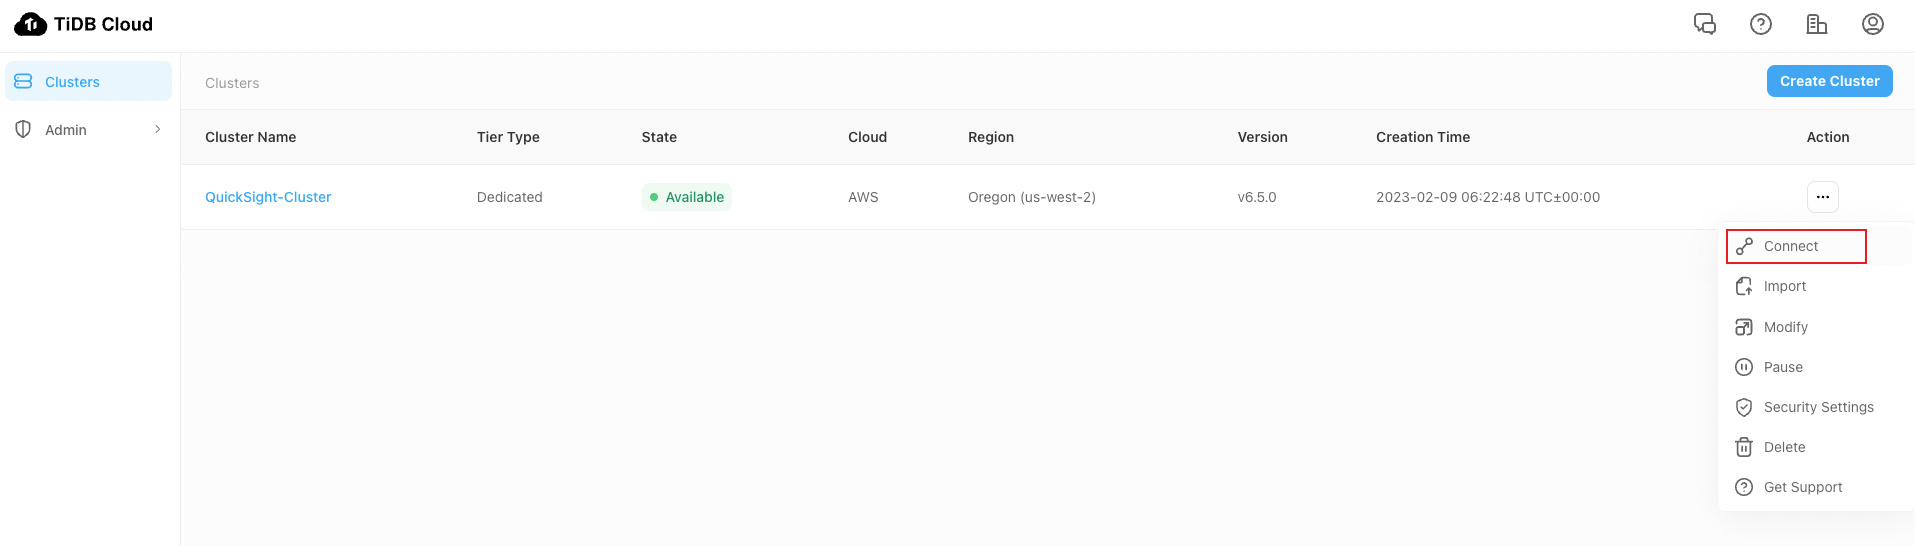 TiDB Cloud
Clusters
Admin
Clusters
Create Cluster
Cluster Name Tier Type State Cloud Region Version Creation Time Action
QuickSight-Cluster Dedicated Available AWS Oregon (us-west-2) v6.5.0 2023-02-09 06:22:48 UTC±00:00
Connect
Import
Modify
Pause
Security Settings
Delete
Get Support